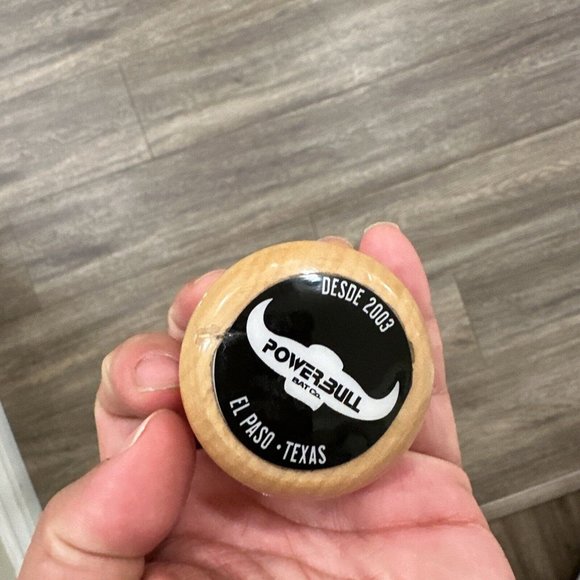 DESDE 2003
POWERBULL
BAT Co.
EL PASO • TEXAS